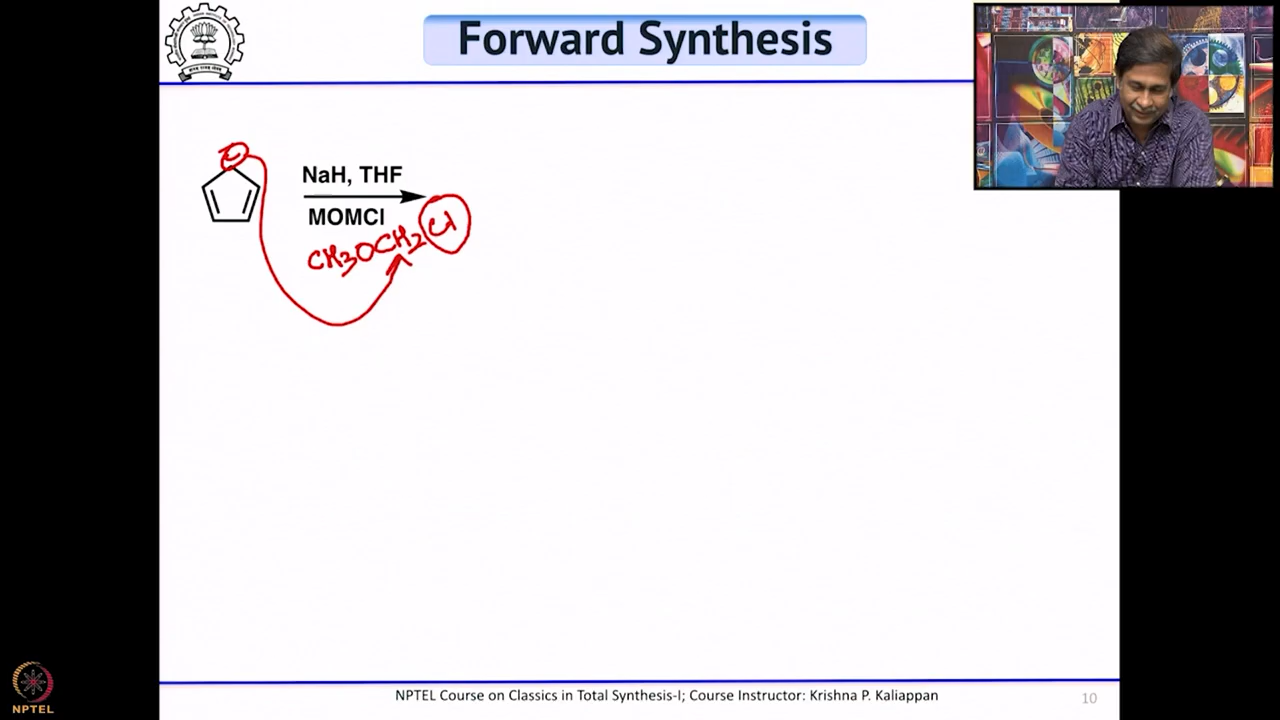 Forward Synthesis
⊖
NaH, THF
MOMCl
CH3OCH2Cl
NPTEL Course on Classics in Total Synthesis-I; Course Instructor: Krishna P. Kaliappan
10
NPTEL